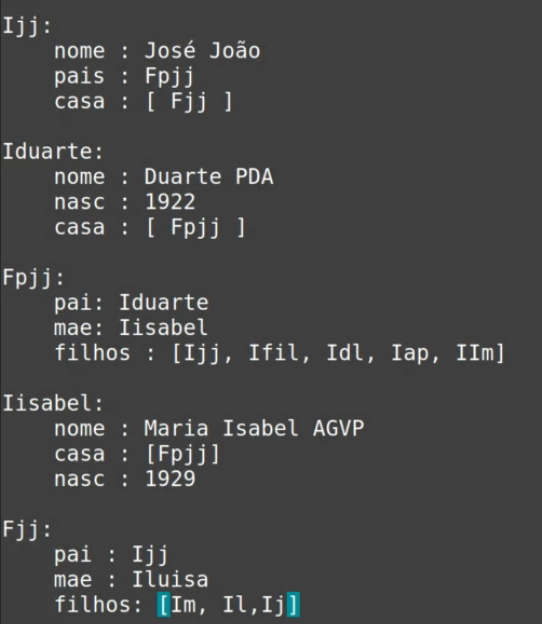 Ijj:
    nome : José João
    pais : Fpjj
    casa : [ Fjj ]

Iduarte:
    nome : Duarte PDA
    nasc : 1922
    casa : [ Fpjj ]

Fpjj:
    pai: Iduarte
    mae: Iisabel
    filhos : [Ijj, Ifil, Idl, Iap, IIm]

Iisabel:
    nome : Maria Isabel AGVP
    casa : [Fpjj]
    nasc : 1929

Fjj:
    pai : Ijj
    mae : Iluisa
    filhos: [Im, Il,Ij]